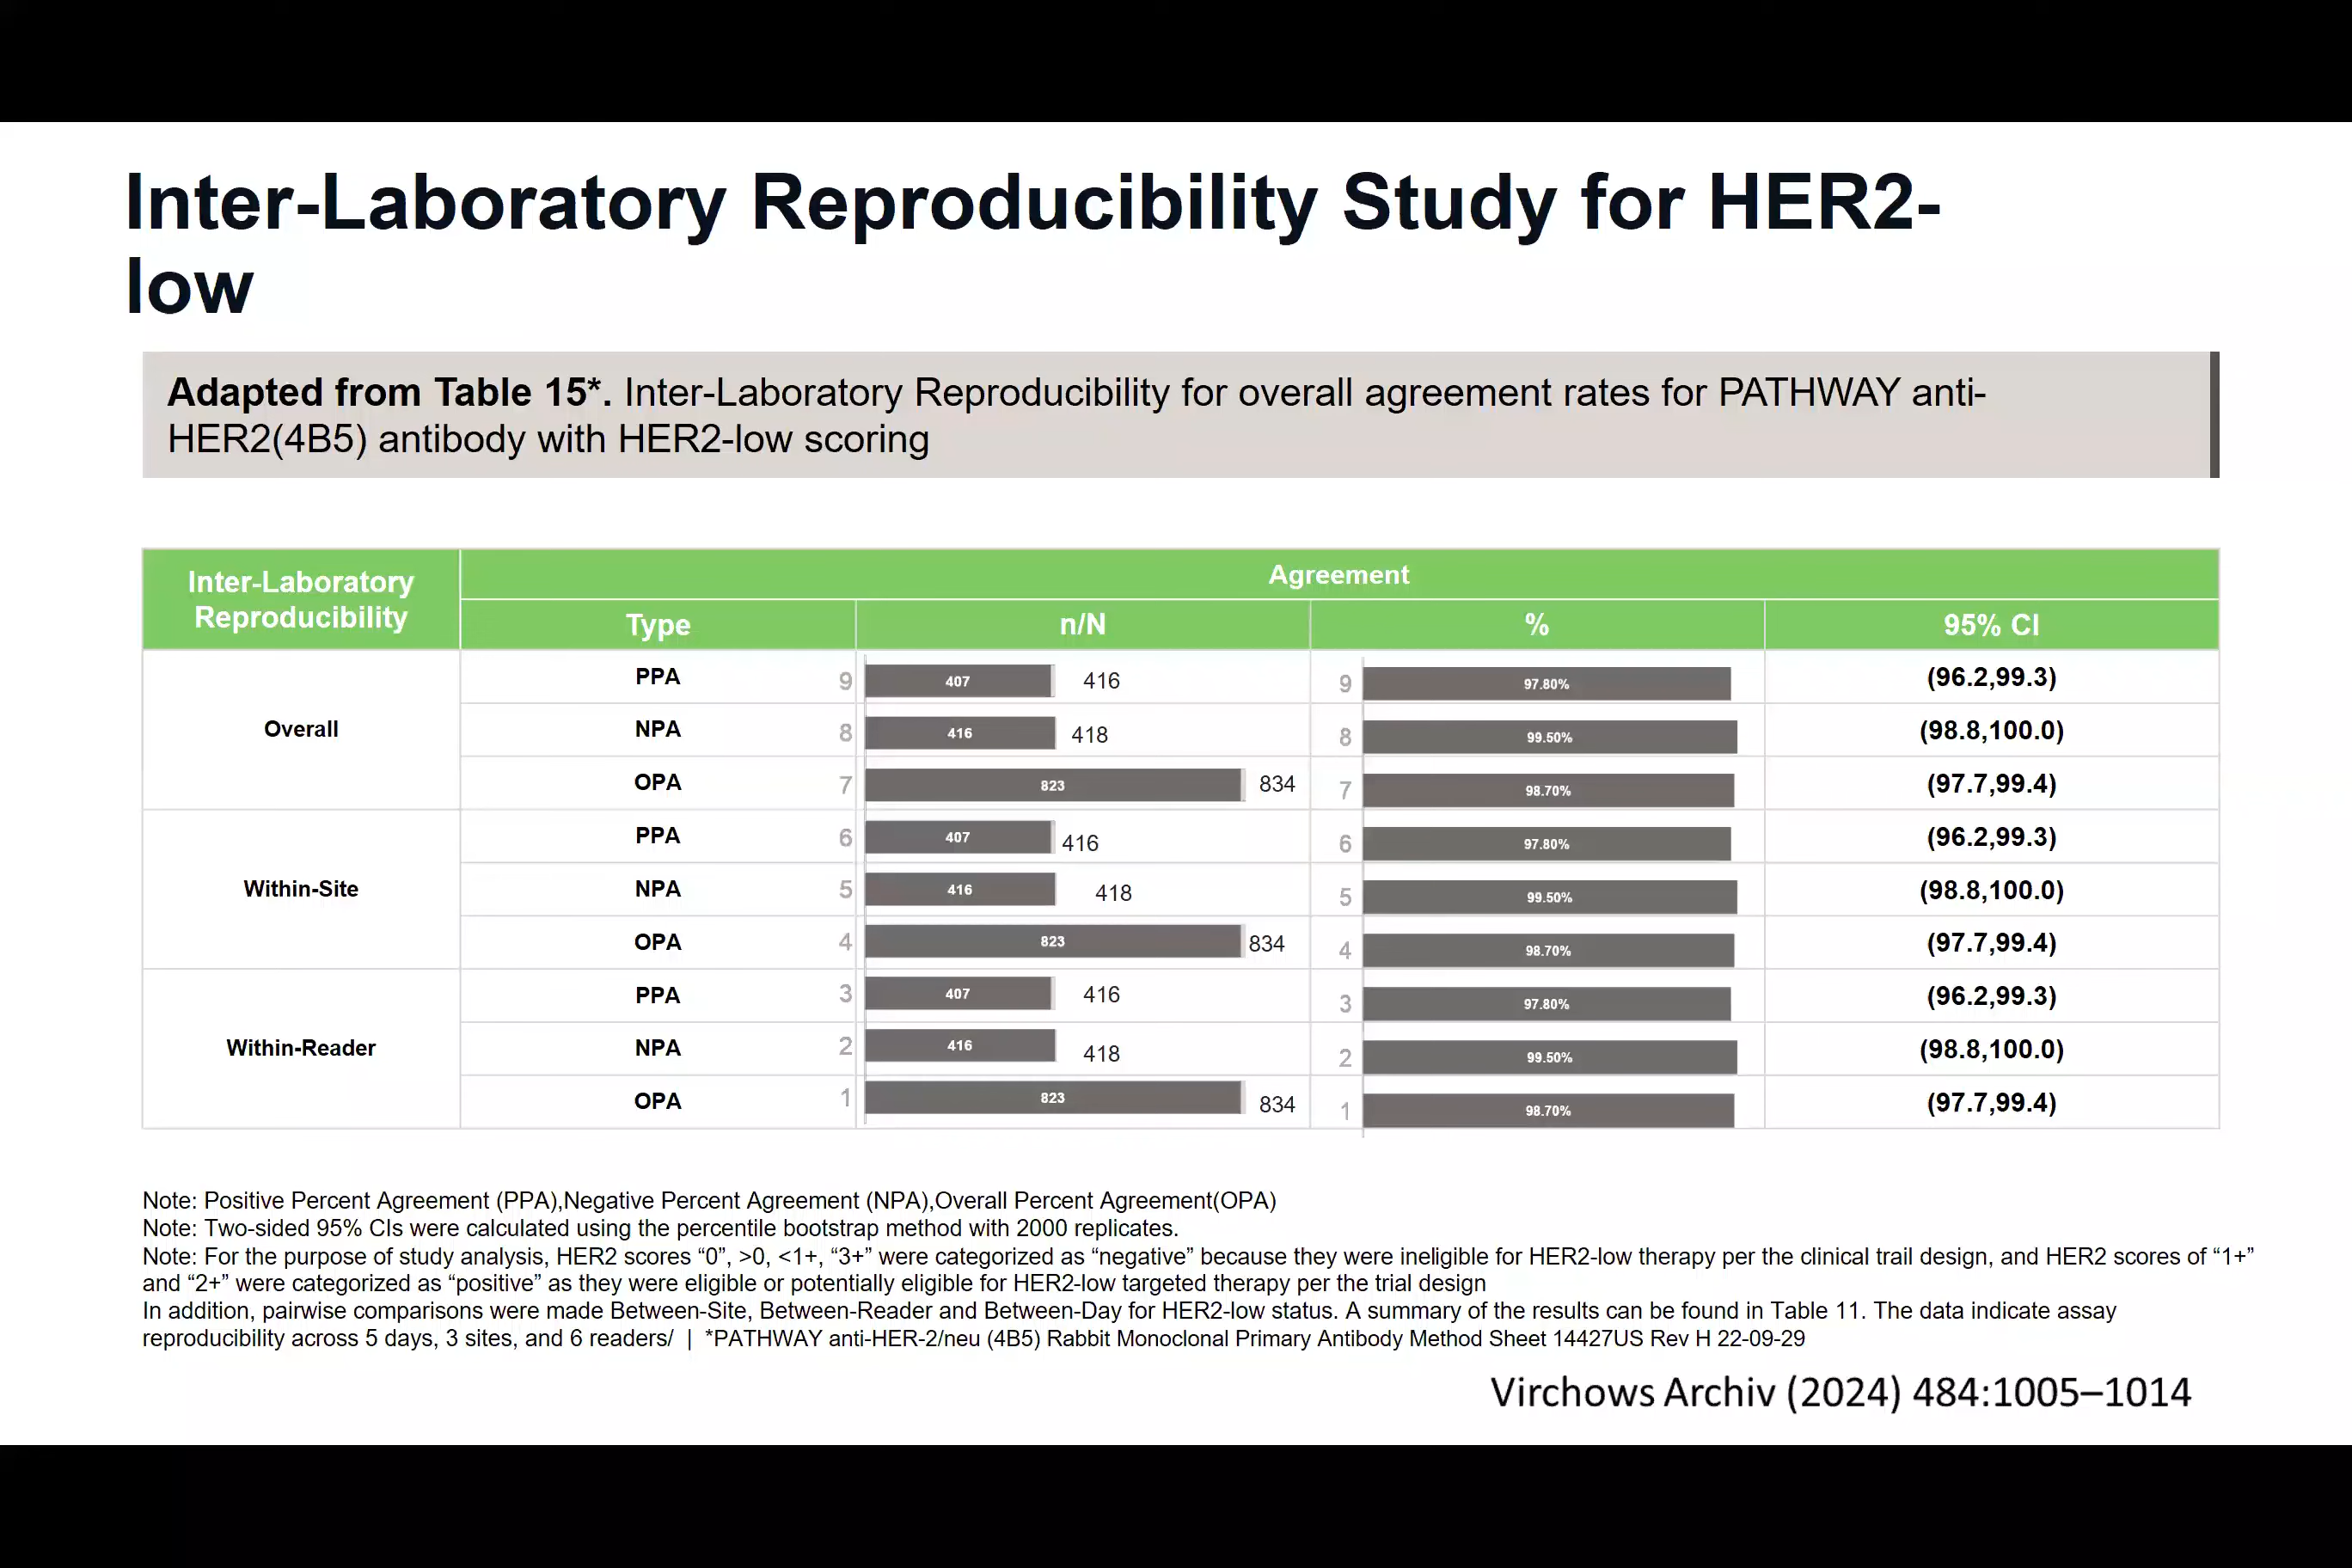 Inter-Laboratory Reproducibility Study for HER2-
low
Adapted from Table 15*. Inter-Laboratory Reproducibility for overall agreement rates for PATHWAY anti-
HER2(4B5) antibody with HER2-low scoring
Inter-Laboratory
Reproducibility
Agreement
Type n/N % 95% CI
Overall
PPA 9 407 416 9 97.80% (96.2,99.3)
NPA 8 416 418 8 99.50% (98.8,100.0)
OPA 7 823 834 7 98.70% (97.7,99.4)
Within-Site
PPA 6 407 416 6 97.80% (96.2,99.3)
NPA 5 416 418 5 99.50% (98.8,100.0)
OPA 4 823 834 4 98.70% (97.7,99.4)
Within-Reader
PPA 3 407 416 3 97.80% (96.2,99.3)
NPA 2 416 418 2 99.50% (98.8,100.0)
OPA 1 823 834 1 98.70% (97.7,99.4)
Note: Positive Percent Agreement (PPA),Negative Percent Agreement (NPA),Overall Percent Agreement(OPA)
Note: Two-sided 95% CIs were calculated using the percentile bootstrap method with 2000 replicates.
Note: For the purpose of study analysis, HER2 scores “0”, >0, <1+, “3+” were categorized as “negative” because they were ineligible for HER2-low therapy per the clinical trail design, and HER2 scores of “1+”
and “2+” were categorized as “positive” as they were eligible or potentially eligible for HER2-low targeted therapy per the trial design
In addition, pairwise comparisons were made Between-Site, Between-Reader and Between-Day for HER2-low status. A summary of the results can be found in Table 11. The data indicate assay
reproducibility across 5 days, 3 sites, and 6 readers/ | *PATHWAY anti-HER-2/neu (4B5) Rabbit Monoclonal Primary Antibody Method Sheet 14427US Rev H 22-09-29
Virchows Archiv (2024) 484:1005–1014